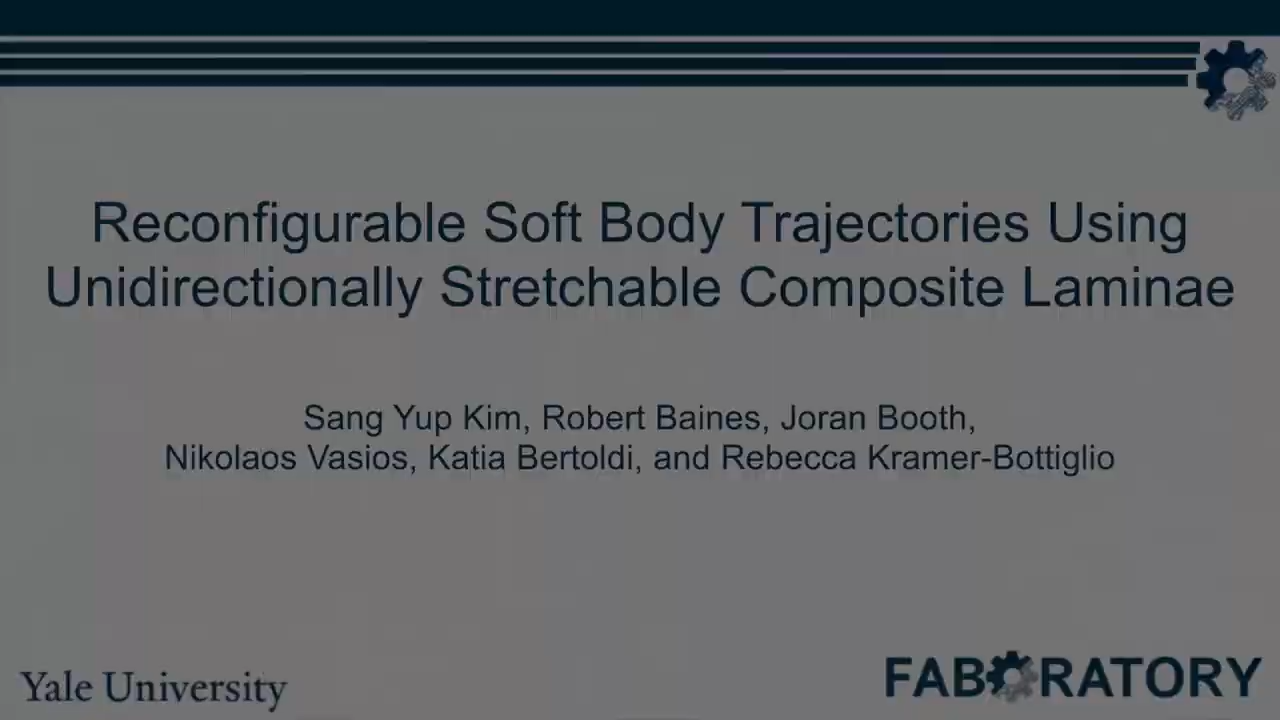 Reconfigurable Soft Body Trajectories Using
Unidirectionally Stretchable Composite Laminae
Sang Yup Kim, Robert Baines, Joran Booth,
Nikolaos Vasios, Katia Bertoldi, and Rebecca Kramer-Bottiglio
Yale University
FABORATORY